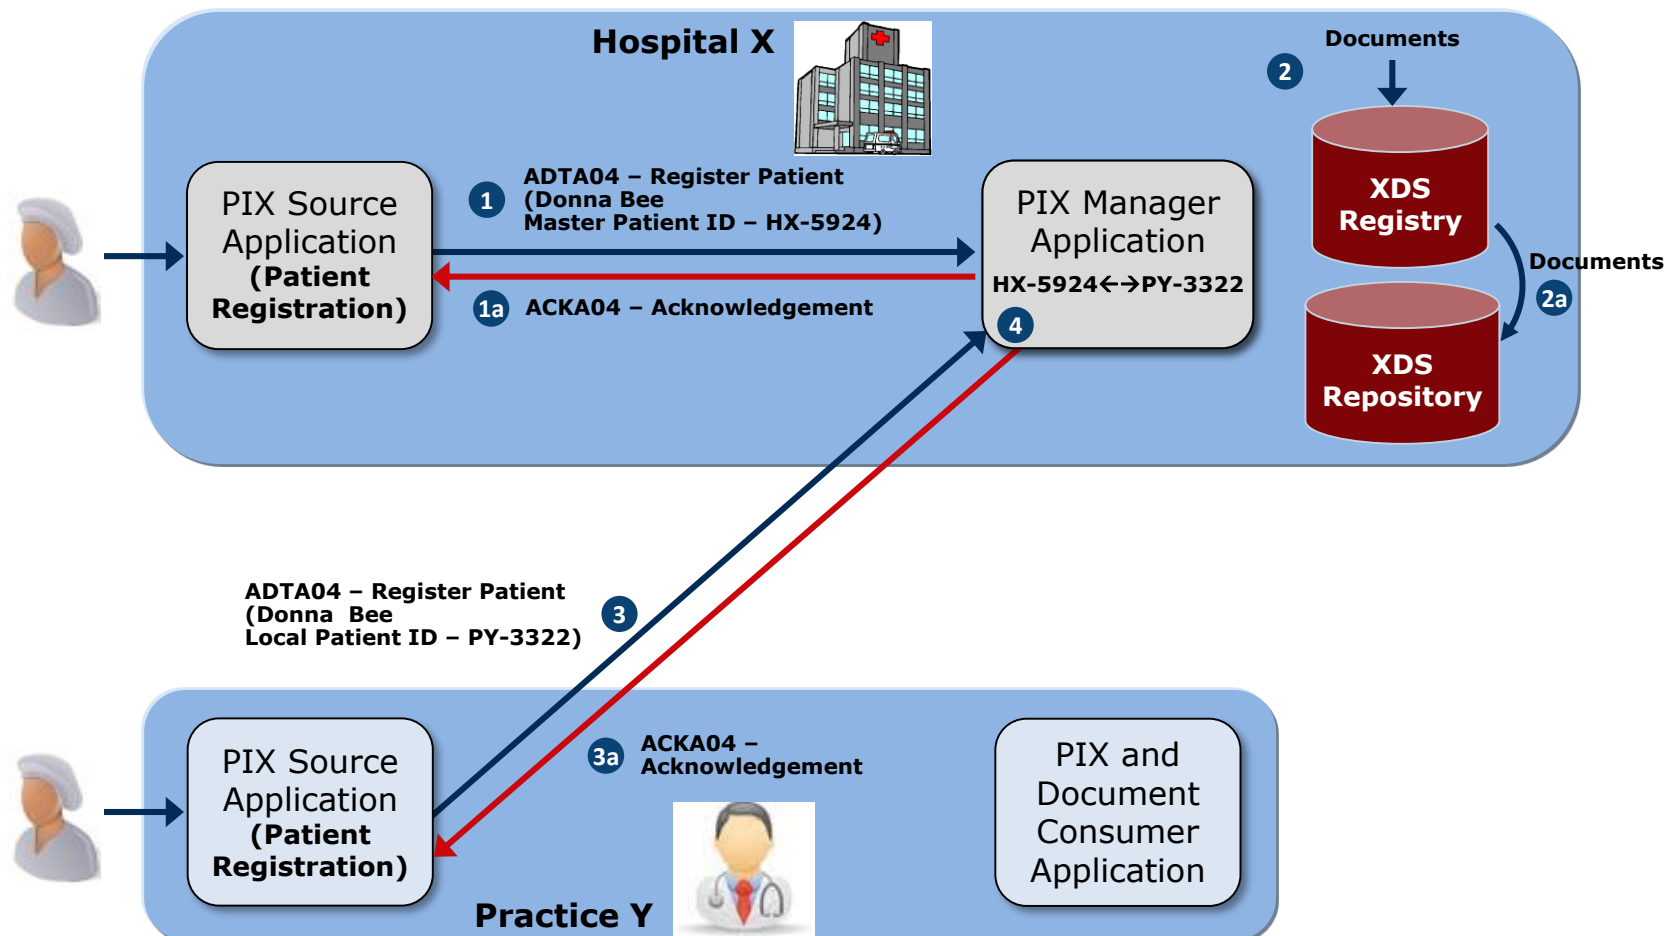 Hospital X
Documents
2
XDS
Registry
Documents
2a
XDS
Repository
PIX Source
Application
(Patient
Registration)
1
ADTA04 – Register Patient
(Donna Bee
Master Patient ID – HX-5924)
1a
ACKA04 – Acknowledgement
PIX Manager
Application
HX-5924←→PY-3322
4
ADTA04 – Register Patient
(Donna  Bee
Local Patient ID – PY-3322)
3
PIX Source
Application
(Patient
Registration)
3a
ACKA04 –
Acknowledgement
Practice Y
PIX and
Document
Consumer
Application